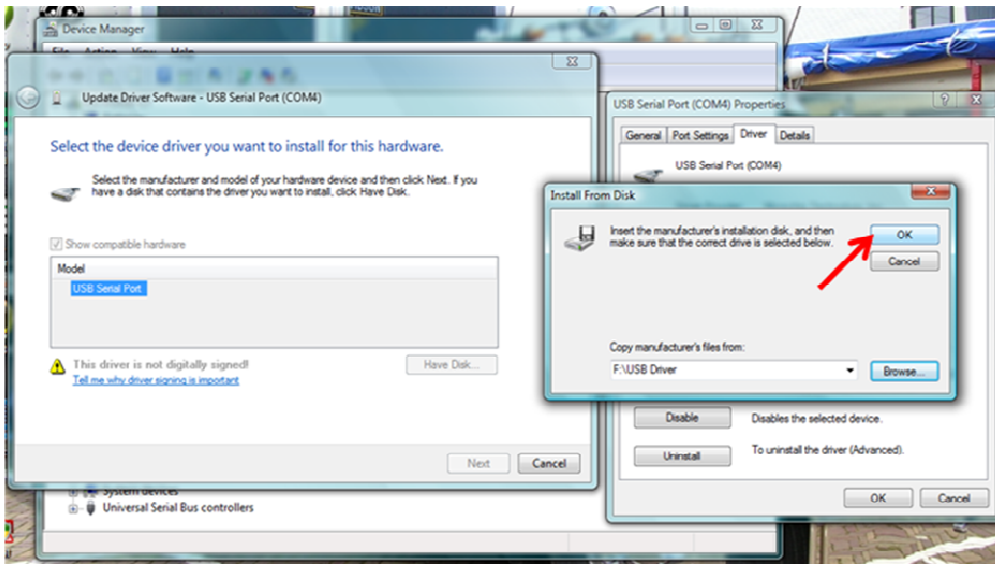 Device Manager
File Action View Help
Update Driver Software - USB Serial Port (COM4)
Select the device driver you want to install for this hardware.
Select the manufacturer and model of your hardware device and then click Next. If you
have a disk that contains the driver you want to install, click Have Disk.
Show compatible hardware
Model
USB Serial Port
This driver is not digitally signed!
Tell me why driver signing is important
Have Disk...
Next
Cancel
System devices
Universal Serial Bus controllers
USB Serial Port (COM4) Properties
General
Port Settings
Driver
Details
USB Serial Port (COM4)
Install From Disk
Insert the manufacturer's installation disk, and then
make sure that the correct drive is selected below.
OK
Cancel
Copy manufacturer's files from:
F:\USB Driver
Browse...
Disable
Disables the selected device.
Uninstall
To uninstall the driver (Advanced).
OK
Cancel